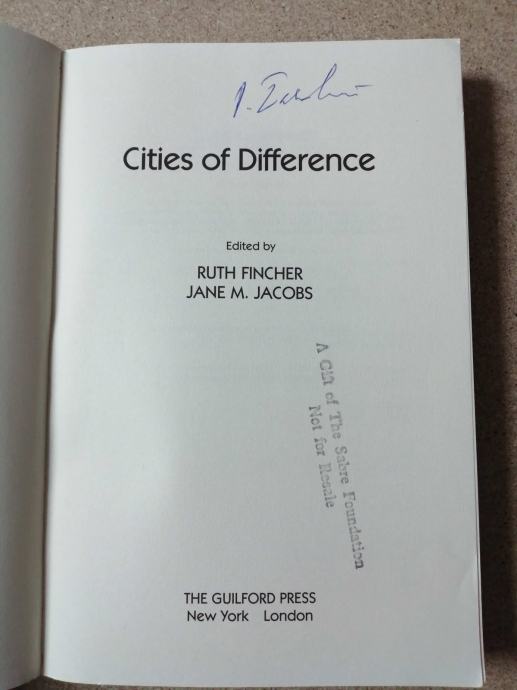 Cities of Difference
Edited by
RUTH FINCHER
JANE M. JACOBS
A Gift of The Sabre Foundation
Not for Resale
THE GUILFORD PRESS
New York London